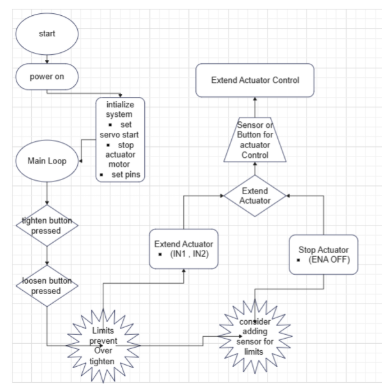 start
power on
intialize
system
▪ set
servo start
▪ stop
actuator
motor
▪ set pins
Main Loop
tighten button
pressed
loosen button
pressed
Limits
prevent
Over
tighten
Extend Actuator
▪ (IN1 , IN2)
Extend Actuator Control
Sensor or
Button for
actuator
Control
Extend
Actuator
Stop Actuator
▪ (ENA OFF)
consider
adding
sensor for
limits